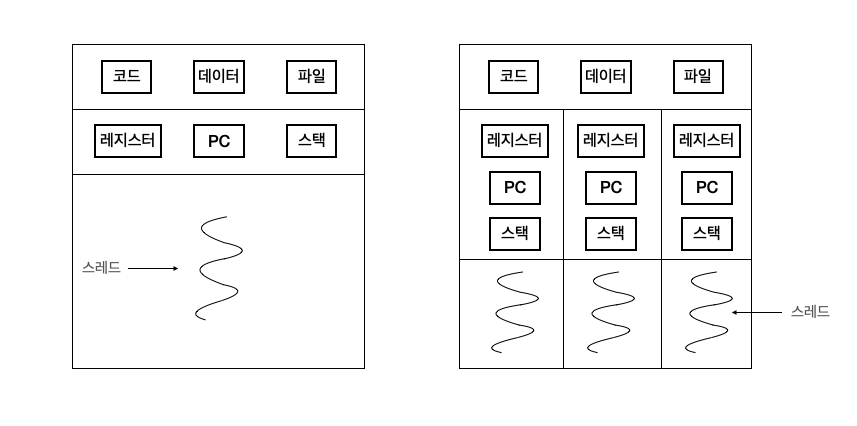 코드 데이터 파일
레지스터 PC 스택
스레드
코드 데이터 파일
레지스터 레지스터 레지스터
PC PC PC
스택 스택 스택
스레드